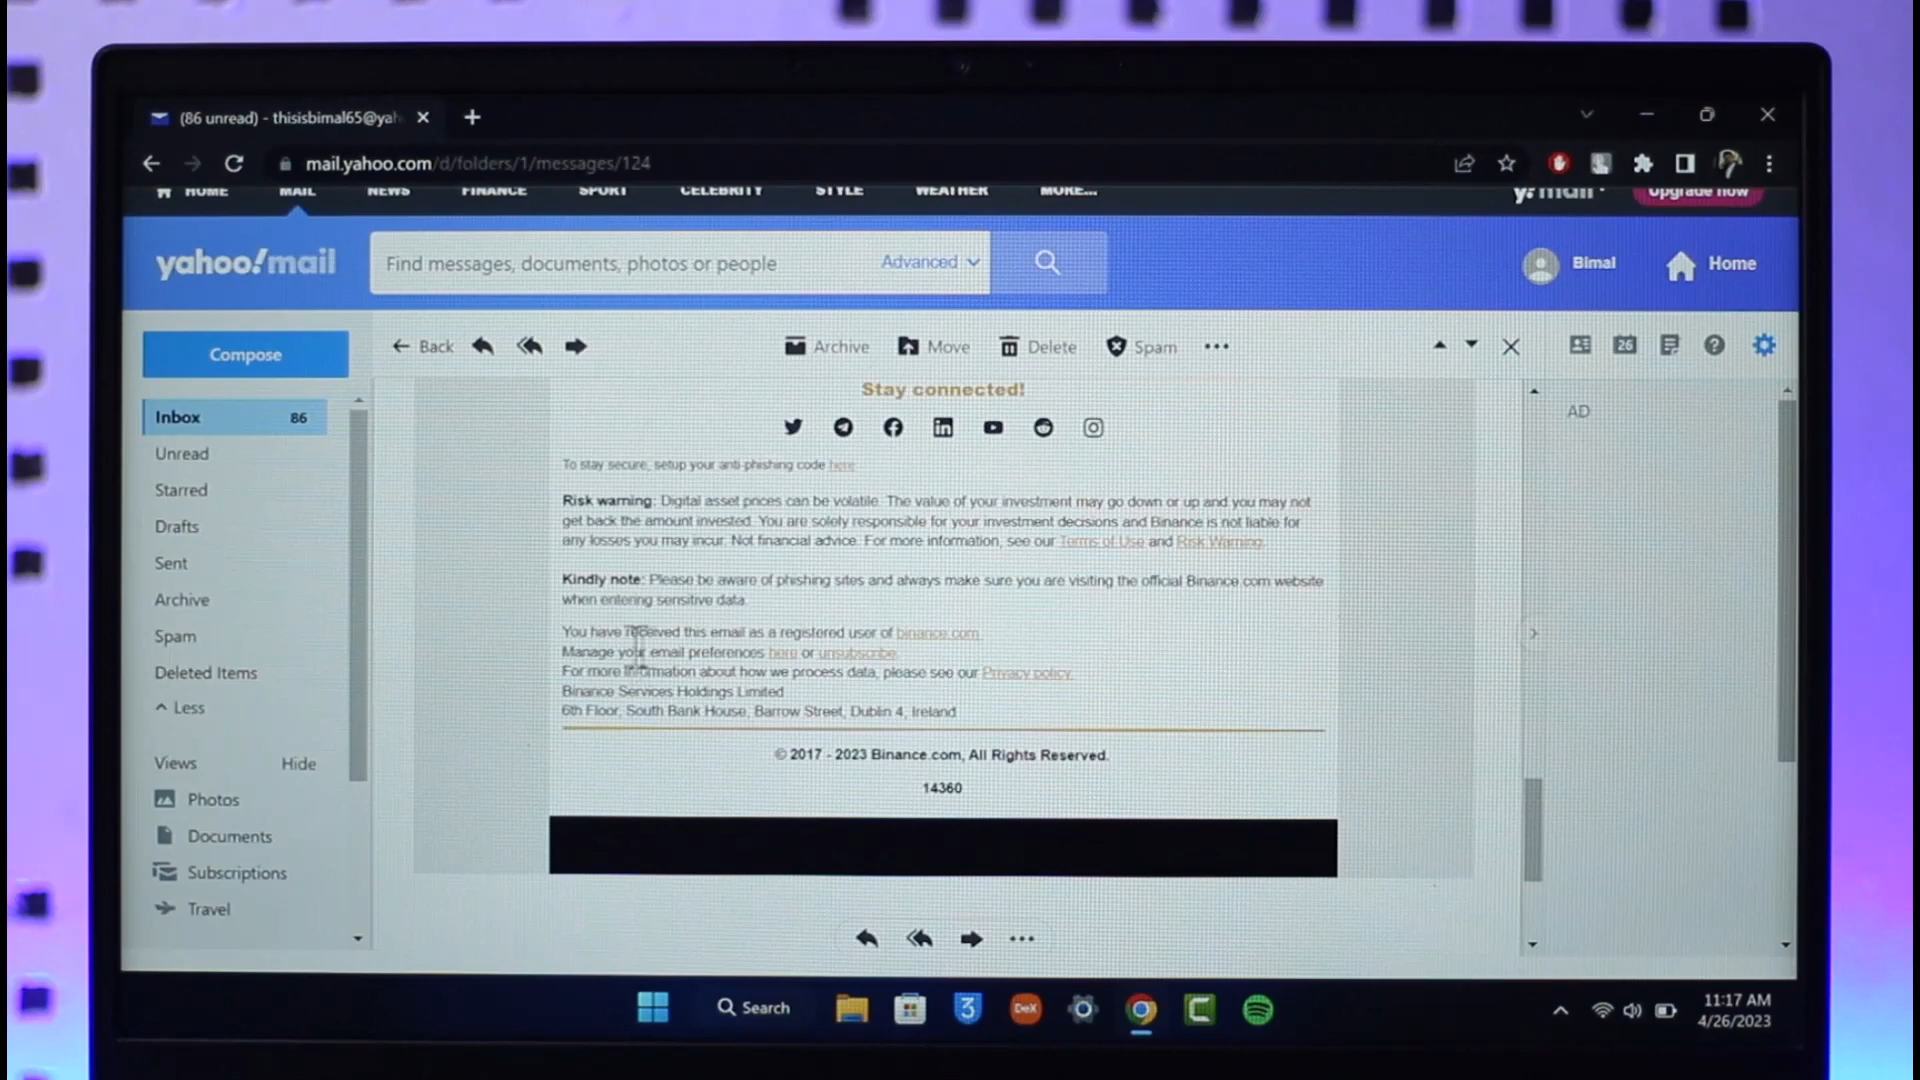 (86 unread) - thisisbimal65@yah
mail.yahoo.com/d/folders/1/messages/124
HOME MAIL NEWS FINANCE SPORT CELEBRITY STYLE WEATHER MORE...
y!mail+ Upgrade now
yahoo!mail
Find messages, documents, photos or people Advanced
Bimal
Home
Compose
Back
Archive Move Delete Spam
26
Inbox 86
Unread
Starred
Drafts
Sent
Archive
Spam
Deleted Items
Less
Views Hide
Photos
Documents
Subscriptions
Travel
Stay connected!
To stay secure, setup your anti-phishing code here
Risk warning: Digital asset prices can be volatile. The value of your investment may go down or up and you may not
get back the amount invested. You are solely responsible for your investment decisions and Binance is not liable for
any losses you may incur. Not financial advice. For more information, see our Terms of Use and Risk Warning.
Kindly note: Please be aware of phishing sites and always make sure you are visiting the official Binance.com website
when entering sensitive data.
You have received this email as a registered user of binance.com
Manage your email preferences here or unsubscribe.
For more information about how we process data, please see our Privacy policy.
Binance Services Holdings Limited
6th Floor, South Bank House, Barrow Street, Dublin 4, Ireland
© 2017 - 2023 Binance.com, All Rights Reserved.
14360
AD
Search
3
DeX
11:17 AM
4/26/2023